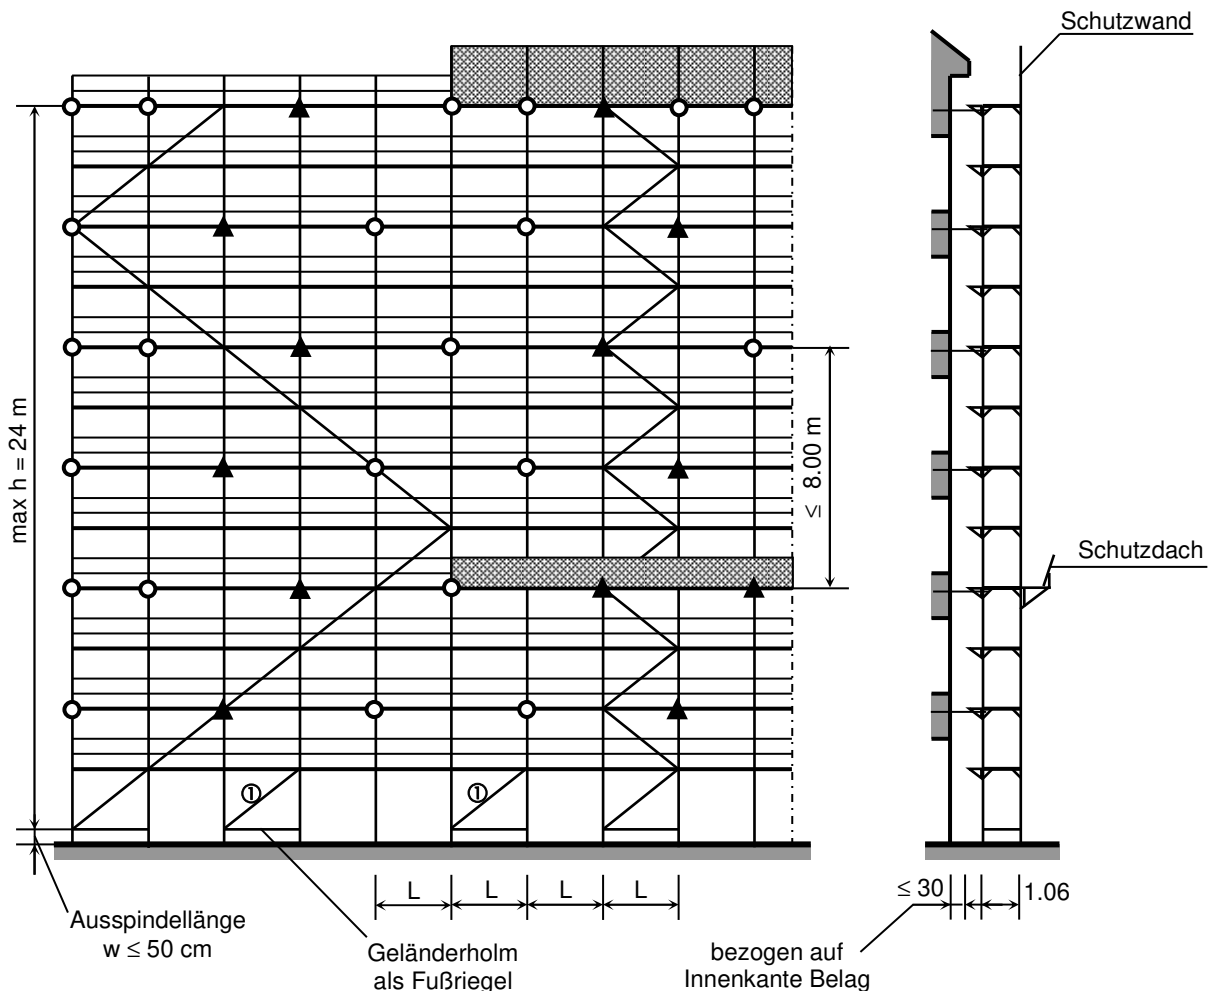 Schutzwand
max h = 24 m
≤ 8.00 m
Schutzdach
①
①
L
L
L
L
≤ 30
1.06
Ausspindellänge
w ≤ 50 cm
Geländerholm
als Fußriegel
bezogen auf
Innenkante Belag